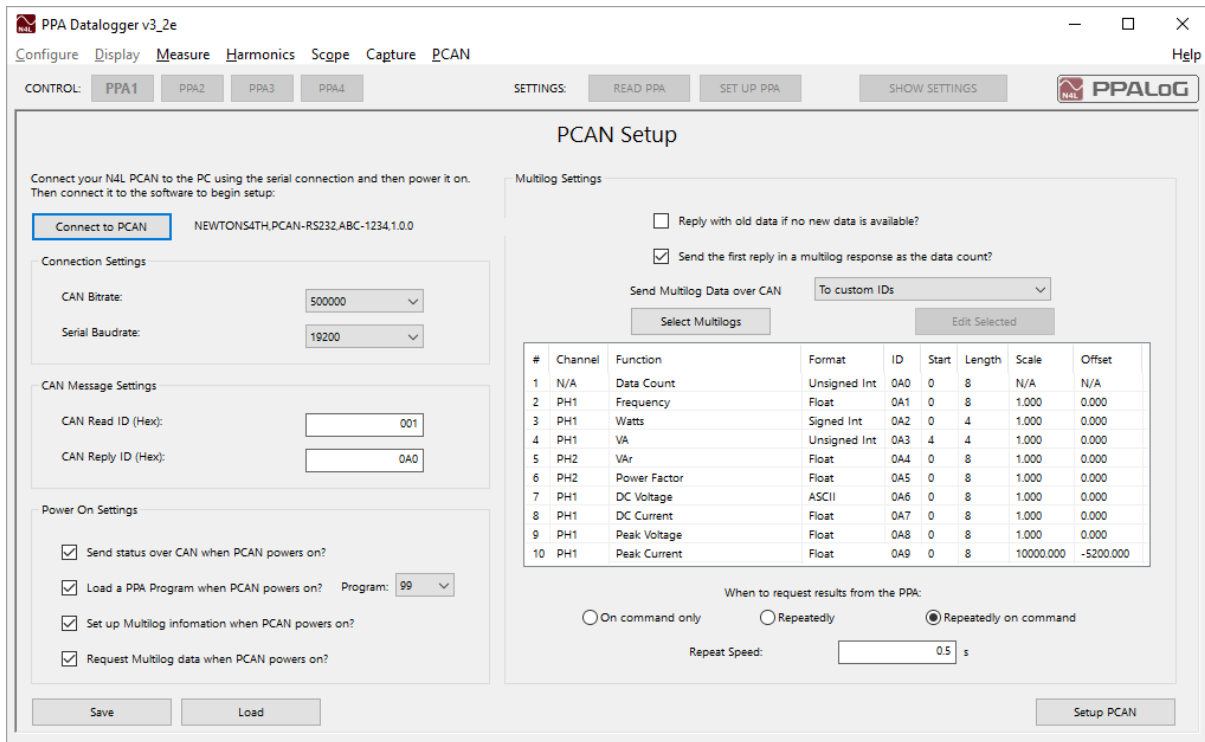 N4L PPA Datalogger v3_2e
Configure Display Measure Harmonics Scope Capture PCAN Help
CONTROL: PPA1 PPA2 PPA3 PPA4 SETTINGS: READ PPA SET UP PPA SHOW SETTINGS N4L PPALoG
PCAN Setup
Connect your N4L PCAN to the PC using the serial connection and then power it on.
Then connect it to the software to begin setup:
Connect to PCAN NEWTONS4TH,PCAN-RS232,ABC-1234,1.0.0
Connection Settings
CAN Bitrate: 500000
Serial Baudrate: 19200
CAN Message Settings
CAN Read ID (Hex): 001
CAN Reply ID (Hex): 0A0
Power On Settings
Send status over CAN when PCAN powers on?
Load a PPA Program when PCAN powers on? Program: 99
Set up Multilog infomation when PCAN powers on?
Request Multilog data when PCAN powers on?
Save Load
Multilog Settings
Reply with old data if no new data is available?
Send the first reply in a multilog response as the data count?
Send Multilog Data over CAN To custom IDs
Select Multilogs Edit Selected
# Channel Function Format ID Start Length Scale Offset
1 N/A Data Count Unsigned Int 0A0 0 8 N/A N/A
2 PH1 Frequency Float 0A1 0 8 1.000 0.000
3 PH1 Watts Signed Int 0A2 0 4 1.000 0.000
4 PH1 VA Unsigned Int 0A3 4 4 1.000 0.000
5 PH2 VAr Float 0A4 0 8 1.000 0.000
6 PH2 Power Factor Float 0A5 0 8 1.000 0.000
7 PH1 DC Voltage ASCII 0A6 0 8 1.000 0.000
8 PH1 DC Current Float 0A7 0 8 1.000 0.000
9 PH1 Peak Voltage Float 0A8 0 8 1.000 0.000
10 PH1 Peak Current Float 0A9 0 8 10000.000 -5200.000
When to request results from the PPA:
On command only Repeatedly Repeatedly on command
Repeat Speed: 0.5 s
Setup PCAN